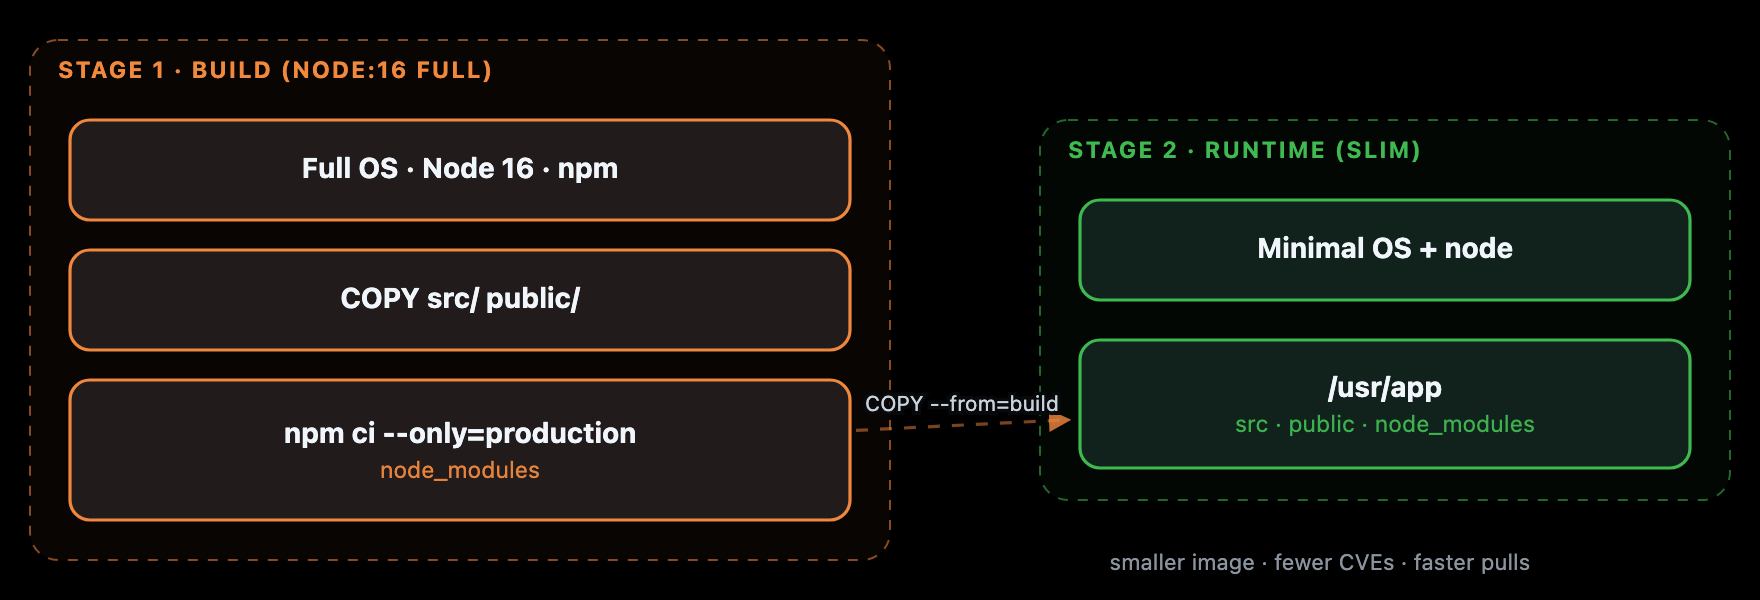 STAGE 1 · BUILD (NODE:16 FULL)
Full OS · Node 16 · npm
COPY src/ public/
npm ci --only=production
node_modules
COPY --from=build
STAGE 2 · RUNTIME (SLIM)
Minimal OS + node
/usr/app
src · public · node_modules
smaller image · fewer CVEs · faster pulls